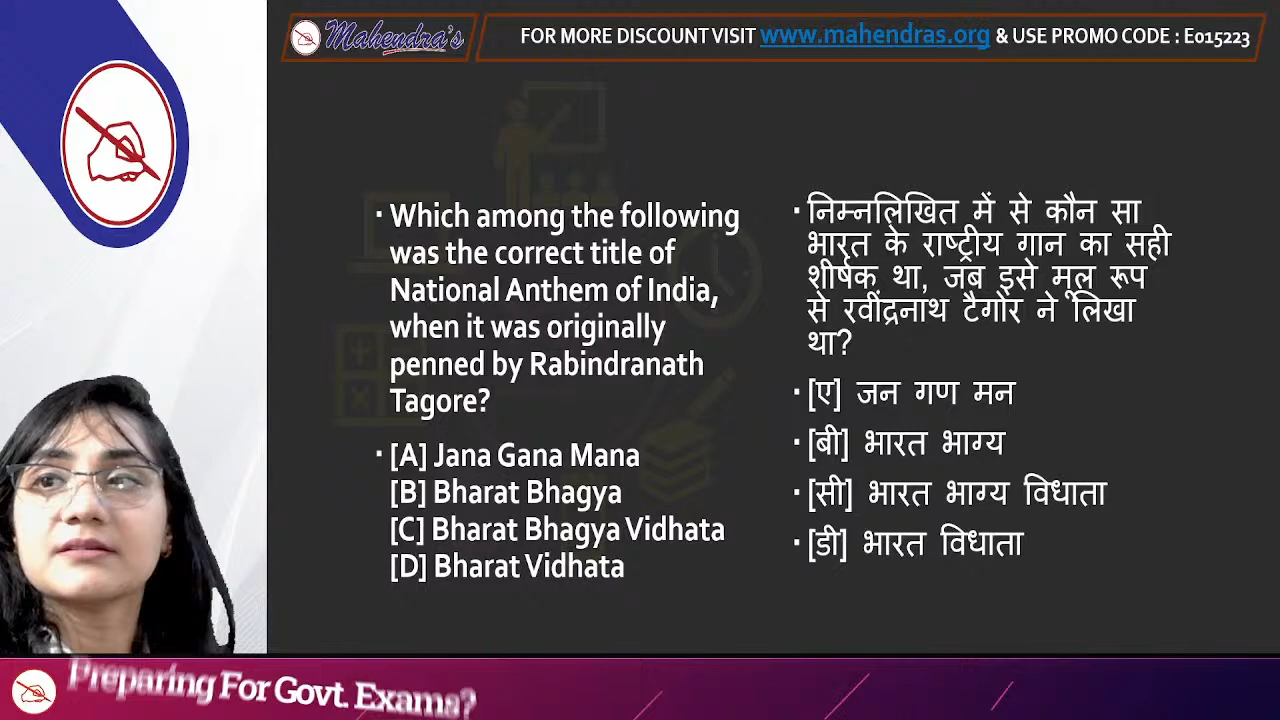 Mahendra's
FOR MORE DISCOUNT VISIT www.mahendras.org & USE PROMO CODE : E015223
· Which among the following
was the correct title of
National Anthem of India,
when it was originally
penned by Rabindranath
Tagore?
· [A] Jana Gana Mana
[B] Bharat Bhagya
[C] Bharat Bhagya Vidhata
[D] Bharat Vidhata
· निम्नलिखित में से कौन सा
भारत के राष्ट्रीय गान का सही
शीर्षक था, जब इसे मूल रूप
से रवींद्रनाथ टैगोर ने लिखा
था?
· [ए] जन गण मन
· [बी] भारत भाग्य
· [सी] भारत भाग्य विधाता
· [डी] भारत विधाता
Preparing For Govt. Exams?